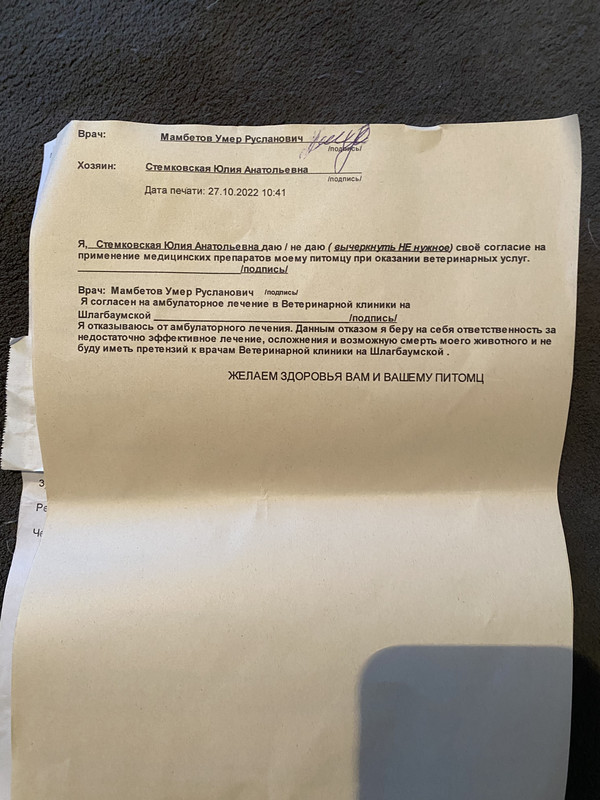 Врач: Мамбетов Умер Русланович
/подпись/
Хозяин: Стемковская Юлия Анатольевна
/подпись/
Дата печати: 27.10.2022 10:41
Я, Стемковская Юлия Анатольевна даю / не даю ( вычеркнуть НЕ нужное) своё согласие на
применение медицинских препаратов моему питомцу при оказании ветеринарных услуг.
/подпись/
Врач: Мамбетов Умер Русланович /подпись/
Я согласен на амбулаторное лечение в Ветеринарной клиники на
Шлагбаумской /подпись/
Я отказываюсь от амбулаторного лечения. Данным отказом я беру на себя ответственность за
недостаточно эффективное лечение, осложнения и возможную смерть моего животного и не
буду иметь претензий к врачам Ветеринарной клиники на Шлагбаумской .
ЖЕЛАЕМ ЗДОРОВЬЯ ВАМ И ВАШЕМУ ПИТОМЦ